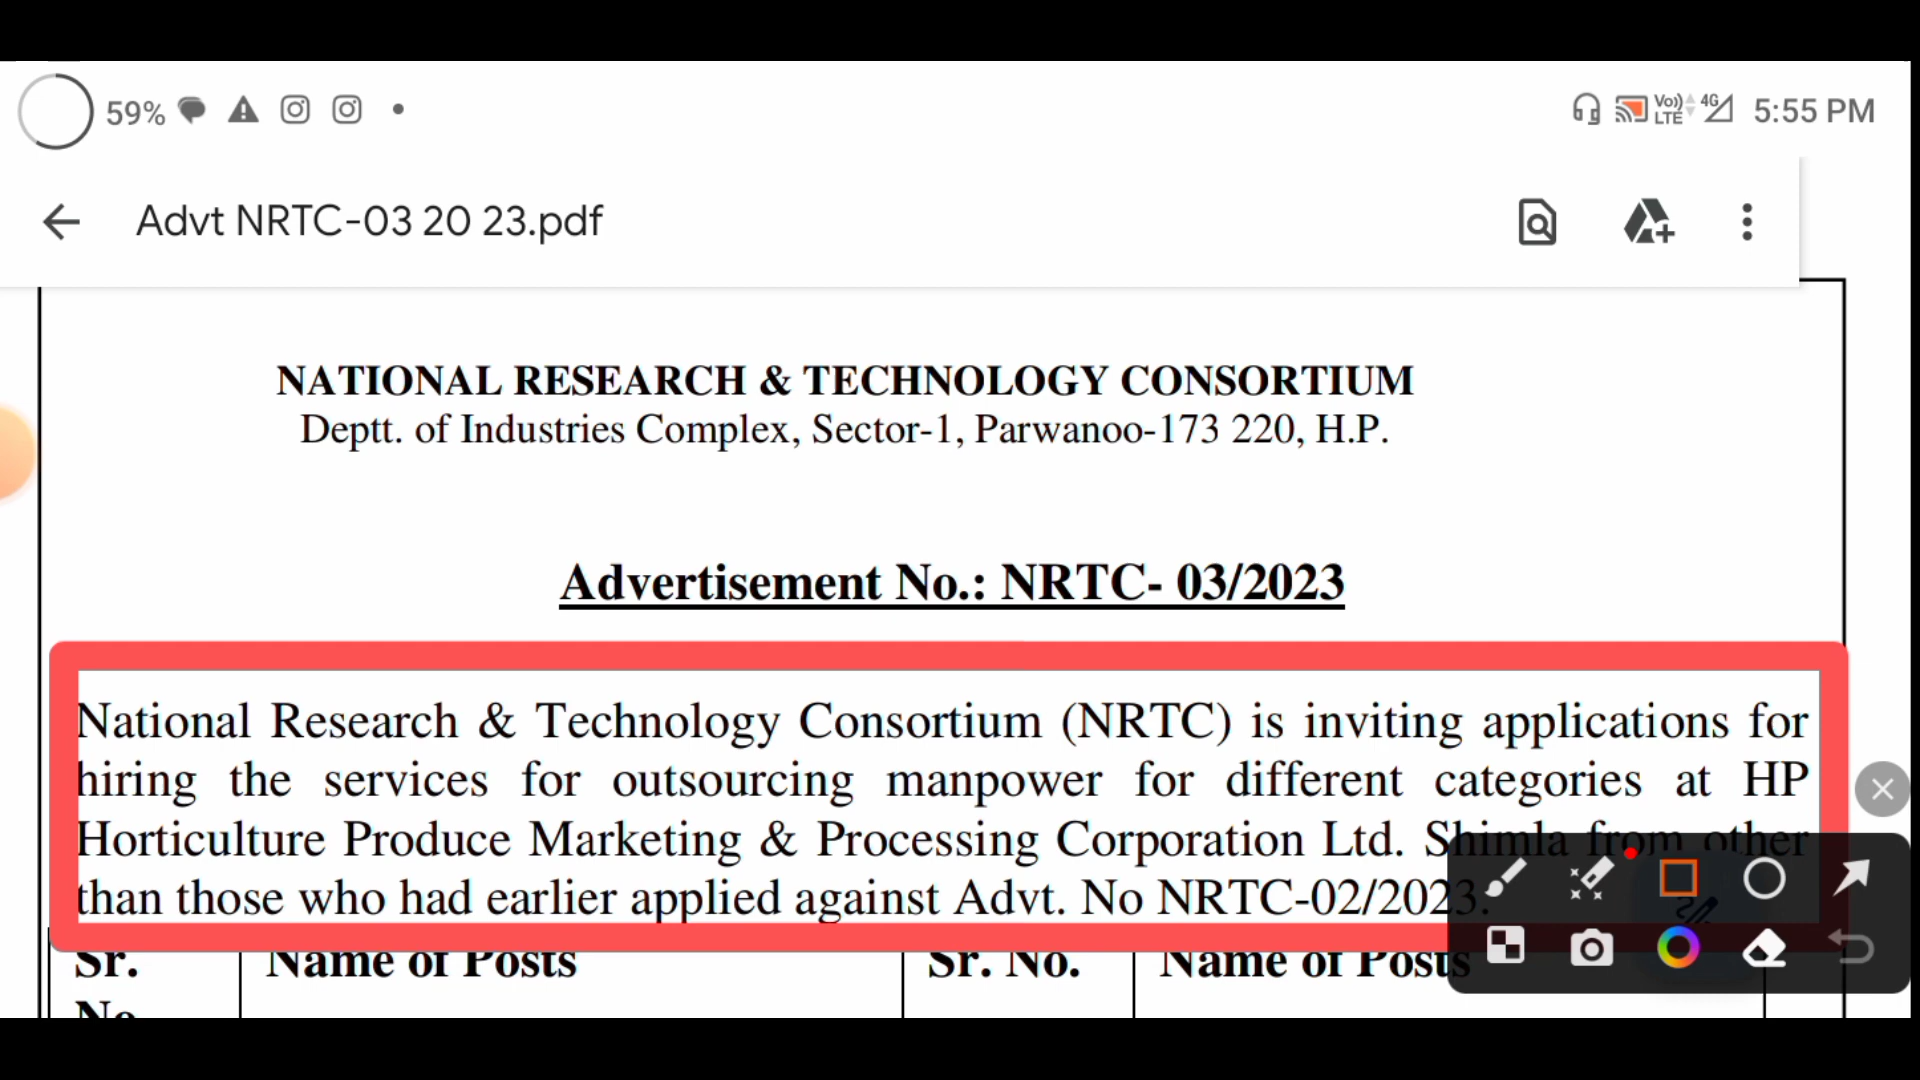 59%
Vo)) LTE 4G 5:55 PM
Advt NRTC-03 20 23.pdf
NATIONAL RESEARCH & TECHNOLOGY CONSORTIUM
Deptt. of Industries Complex, Sector-1, Parwanoo-173 220, H.P.
Advertisement No.: NRTC- 03/2023
National Research & Technology Consortium (NRTC) is inviting applications for
hiring the services for outsourcing manpower for different categories at HP
Horticulture Produce Marketing & Processing Corporation Ltd. Shimla from other
than those who had earlier applied against Advt. No NRTC-02/2023.
Sr. Name of Posts Sr. No. Name of Posts
No